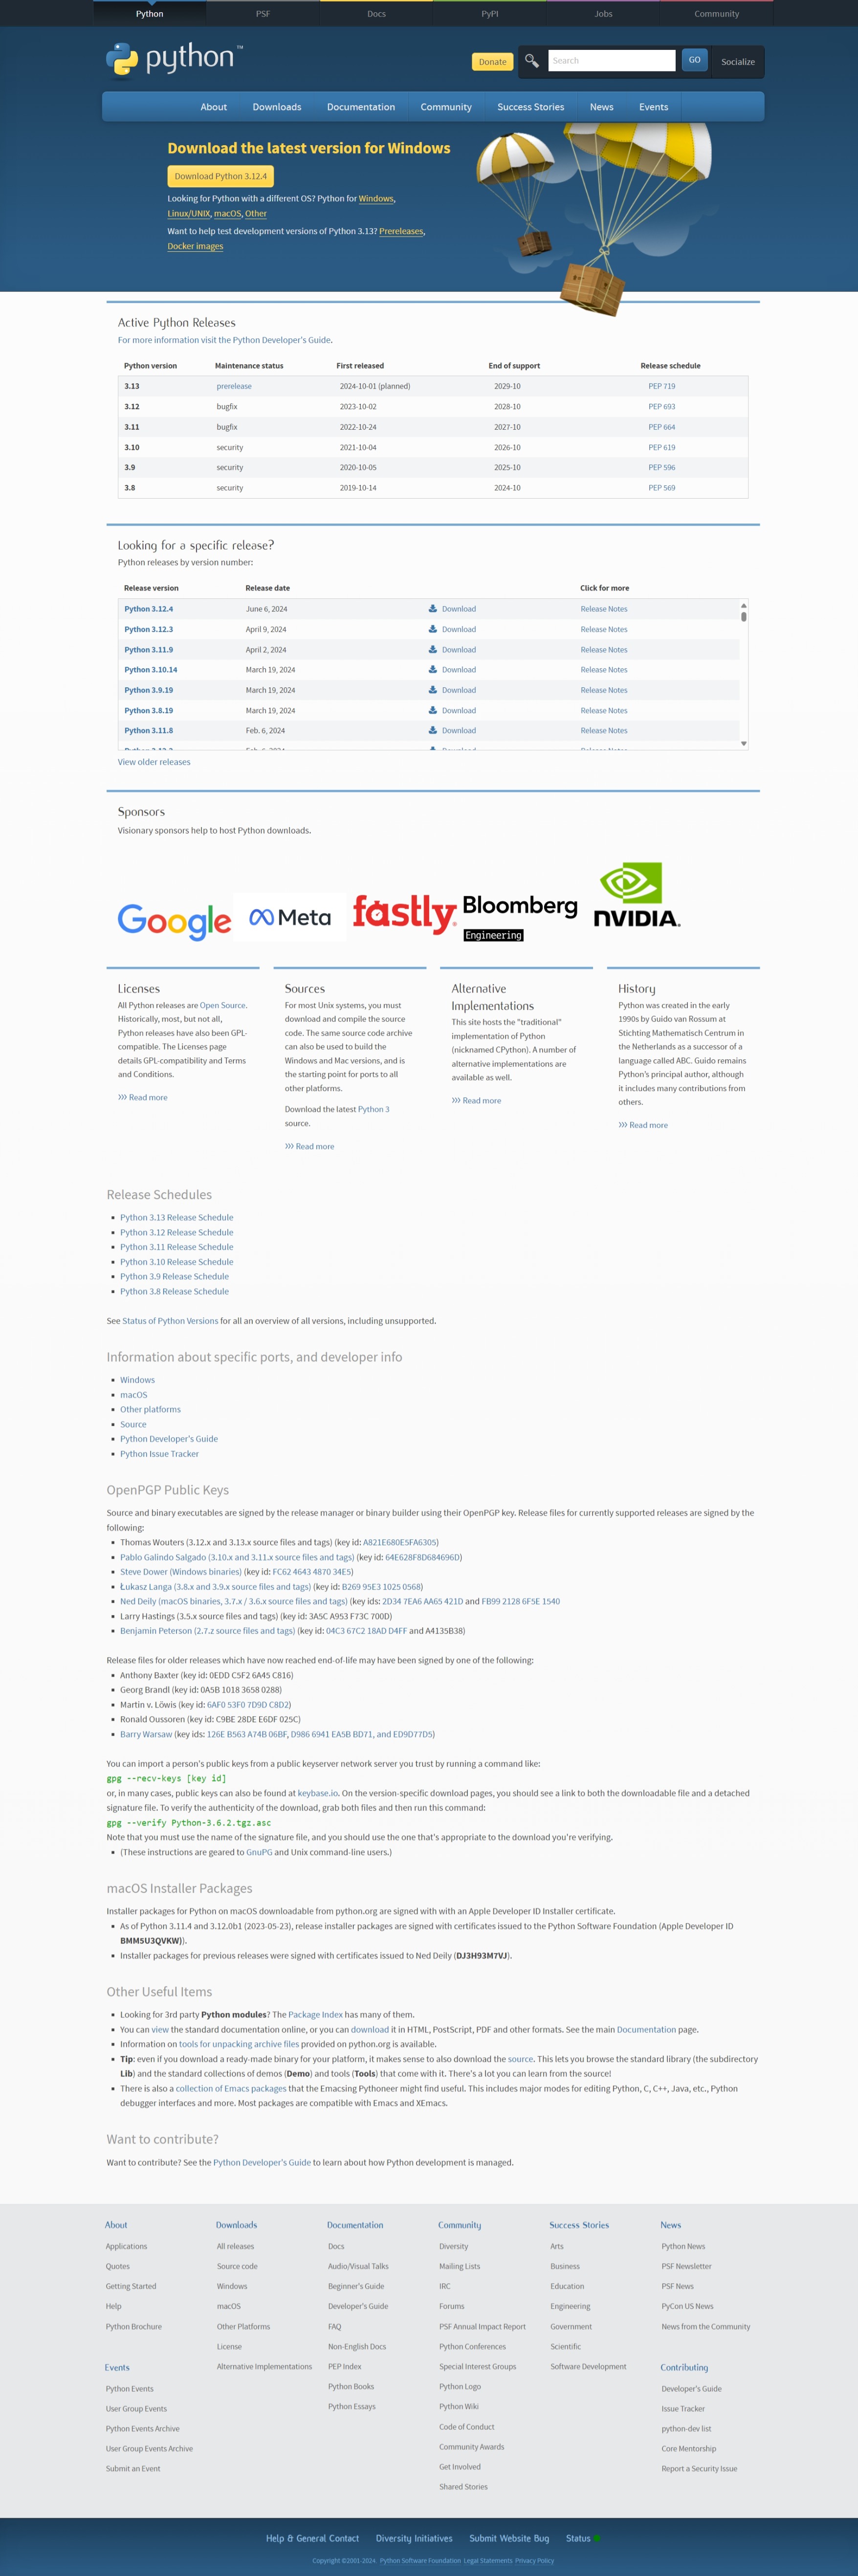 Python
PSF
Docs
PyPI
Jobs
Community
python™
Donate
Search
GO
Socialize
About
Downloads
Documentation
Community
Success Stories
News
Events
Download the latest version for Windows
Download Python 3.12.4
Looking for Python with a different OS? Python for Windows,
Linux/UNIX, macOS, Other
Want to help test development versions of Python 3.13? Prereleases,
Docker images
Active Python Releases
For more information visit the Python Developer's Guide.
Python version Maintenance status First released End of support Release schedule
3.13 prerelease 2024-10-01 (planned) 2029-10 PEP 719
3.12 bugfix 2023-10-02 2028-10 PEP 693
3.11 bugfix 2022-10-24 2027-10 PEP 664
3.10 security 2021-10-04 2026-10 PEP 619
3.9 security 2020-10-05 2025-10 PEP 596
3.8 security 2019-10-14 2024-10 PEP 569
Looking for a specific release?
Python releases by version number:
Release version Release date Click for more
Python 3.12.4 June 6, 2024 Download Release Notes
Python 3.12.3 April 9, 2024 Download Release Notes
Python 3.11.9 April 2, 2024 Download Release Notes
Python 3.10.14 March 19, 2024 Download Release Notes
Python 3.9.19 March 19, 2024 Download Release Notes
Python 3.8.19 March 19, 2024 Download Release Notes
Python 3.11.8 Feb. 6, 2024 Download Release Notes
View older releases
Sponsors
Visionary sponsors help to host Python downloads.
Google
Meta
fastly
Bloomberg
Engineering
NVIDIA.
Licenses
All Python releases are Open Source.
Historically, most, but not all,
Python releases have also been GPL-
compatible. The Licenses page
details GPL-compatibility and Terms
and Conditions.
Read more
Sources
For most Unix systems, you must
download and compile the source
code. The same source code archive
can also be used to build the
Windows and Mac versions, and is
the starting point for ports to all
other platforms.
Download the latest Python 3
source.
Read more
Alternative
Implementations
This site hosts the "traditional"
implementation of Python
(nicknamed CPython). A number of
alternative implementations are
available as well.
Read more
History
Python was created in the early
1990s by Guido van Rossum at
Stichting Mathematisch Centrum in
the Netherlands as a successor of a
language called ABC. Guido remains
Python's principal author, although
it includes many contributions from
others.
Read more
Release Schedules
Python 3.13 Release Schedule
Python 3.12 Release Schedule
Python 3.11 Release Schedule
Python 3.10 Release Schedule
Python 3.9 Release Schedule
Python 3.8 Release Schedule
See Status of Python Versions for all an overview of all versions, including unsupported.
Information about specific ports, and developer info
Windows
macOS
Other platforms
Source
Python Developer's Guide
Python Issue Tracker
OpenPGP Public Keys
Source and binary executables are signed by the release manager or binary builder using their OpenPGP key. Release files for currently supported releases are signed by the
following:
Thomas Wouters (3.12.x and 3.13.x source files and tags) (key id: A821E680E5FA6305)
Pablo Galindo Salgado (3.10.x and 3.11.x source files and tags) (key id: 64E628F8D684696D)
Steve Dower (Windows binaries) (key id: FC62 4643 4870 34E5)
Łukasz Langa (3.8.x and 3.9.x source files and tags) (key id: B269 95E3 1025 0568)
Ned Deily (macOS binaries, 3.7.x / 3.6.x source files and tags) (key ids: 2D34 7EA6 AA65 421D and FB99 2128 6F5E 1540
Larry Hastings (3.5.x source files and tags) (key id: 3A5C A953 F73C 700D)
Benjamin Peterson (2.7.z source files and tags) (key id: 04C3 67C2 18AD D4FF and A4135B38)
Release files for older releases which have now reached end-of-life may have been signed by one of the following:
Anthony Baxter (key id: 0EDD C5F2 6A45 C816)
Georg Brandl (key id: 0A5B 1018 3658 0288)
Martin v. Löwis (key id: 6AF0 53F0 7D9D C8D2)
Ronald Oussoren (key id: C9BE 28DE E6DF 025C)
Barry Warsaw (key ids: 126E B563 A74B 06BF, D986 6941 EA5B BD71, and ED9D77D5)
You can import a person's public keys from a public keyserver network server you trust by running a command like:
gpg --recv-keys [key id]
or, in many cases, public keys can also be found at keybase.io. On the version-specific download pages, you should see a link to both the downloadable file and a detached
signature file. To verify the authenticity of the download, grab both files and then run this command:
gpg --verify Python-3.6.2.tgz.asc
Note that you must use the name of the signature file, and you should use the one that's appropriate to the download you're verifying.
(These instructions are geared to GnuPG and Unix command-line users.)
macOS Installer Packages
Installer packages for Python on macOS downloadable from python.org are signed with with an Apple Developer ID Installer certificate.
As of Python 3.11.4 and 3.12.0b1 (2023-05-23), release installer packages are signed with certificates issued to the Python Software Foundation (Apple Developer ID
BMM5U3QVKW)).
Installer packages for previous releases were signed with certificates issued to Ned Deily (DJ3H93M7VJ).
Other Useful Items
Looking for 3rd party Python modules? The Package Index has many of them.
You can view the standard documentation online, or you can download it in HTML, PostScript, PDF and other formats. See the main Documentation page.
Information on tools for unpacking archive files provided on python.org is available.
Tip: even if you download a ready-made binary for your platform, it makes sense to also download the source. This lets you browse the standard library (the subdirectory
Lib) and the standard collections of demos (Demo) and tools (Tools) that come with it. There's a lot you can learn from the source!
There is also a collection of Emacs packages that the Emacsing Pythoneer might find useful. This includes major modes for editing Python, C, C++, Java, etc., Python
debugger interfaces and more. Most packages are compatible with Emacs and XEmacs.
Want to contribute?
Want to contribute? See the Python Developer's Guide to learn about how Python development is managed.
About
Applications
Quotes
Getting Started
Help
Python Brochure
Downloads
All releases
Source code
Windows
macOS
Other Platforms
License
Alternative Implementations
Documentation
Docs
Audio/Visual Talks
Beginner's Guide
Developer's Guide
FAQ
Non-English Docs
PEP Index
Python Books
Python Essays
Community
Diversity
Mailing Lists
IRC
Forums
PSF Annual Impact Report
Python Conferences
Special Interest Groups
Python Logo
Python Wiki
Code of Conduct
Community Awards
Get Involved
Shared Stories
Success Stories
Arts
Business
Education
Engineering
Government
Scientific
Software Development
News
Python News
PSF Newsletter
PSF News
PyCon US News
News from the Community
Events
Python Events
User Group Events
Python Events Archive
User Group Events Archive
Submit an Event
Contributing
Developer's Guide
Issue Tracker
python-dev list
Core Mentorship
Report a Security Issue
Help & General Contact
Diversity Initiatives
Submit Website Bug
Status
Copyright ©2001-2024. Python Software Foundation Legal Statements Privacy Policy